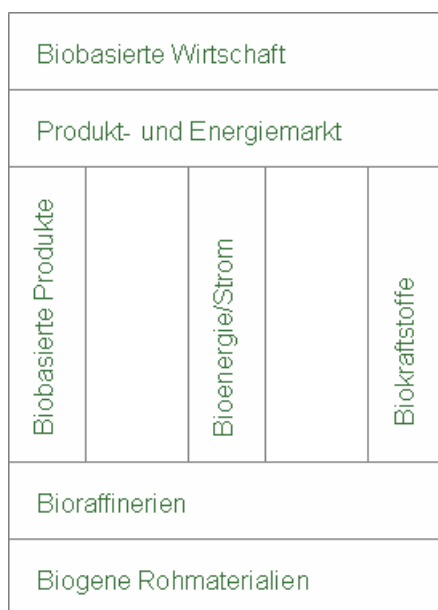 Biobasierte Wirtschaft
Produkt- und Energiemarkt
Biobasierte Produkte
Bioenergie/Strom
Biokraftstoffe
Bioraffinerien
Biogene Rohmaterialien